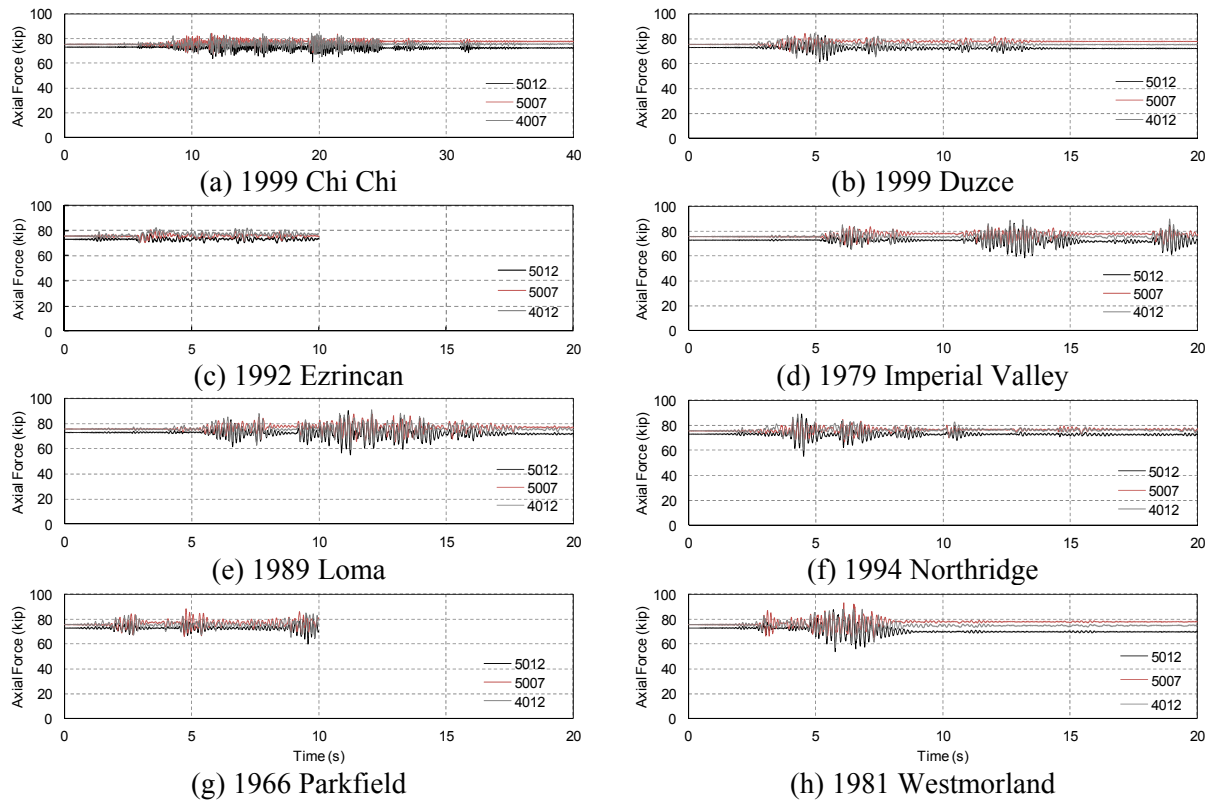 100
80
60
40
20
0
Axial Force (kip)
5012
5007
4007
0 10 20 30 40
(a) 1999 Chi Chi
100
80
60
40
20
0
Axial Force (kip)
5012
5007
4012
0 5 10 15 20
(b) 1999 Duzce
100
80
60
40
20
0
Axial Force (kip)
5012
5007
4012
0 5 10 15 20
(c) 1992 Ezrincan
100
80
60
40
20
0
Axial Force (kip)
5012
5007
4012
0 5 10 15 20
(d) 1979 Imperial Valley
100
80
60
40
20
0
Axial Force (kip)
5012
5007
4012
0 5 10 15 20
(e) 1989 Loma
100
80
60
40
20
0
Axial Force (kip)
5012
5007
4012
0 5 10 15 20
(f) 1994 Northridge
100
80
60
40
20
0
Axial Force (kip)
5012
5007
4012
0 5 10 15 20
Time (s)
(g) 1966 Parkfield
100
80
60
40
20
0
Axial Force (kip)
5012
5007
4012
0 5 10 15 20
Time (s)
(h) 1981 Westmorland